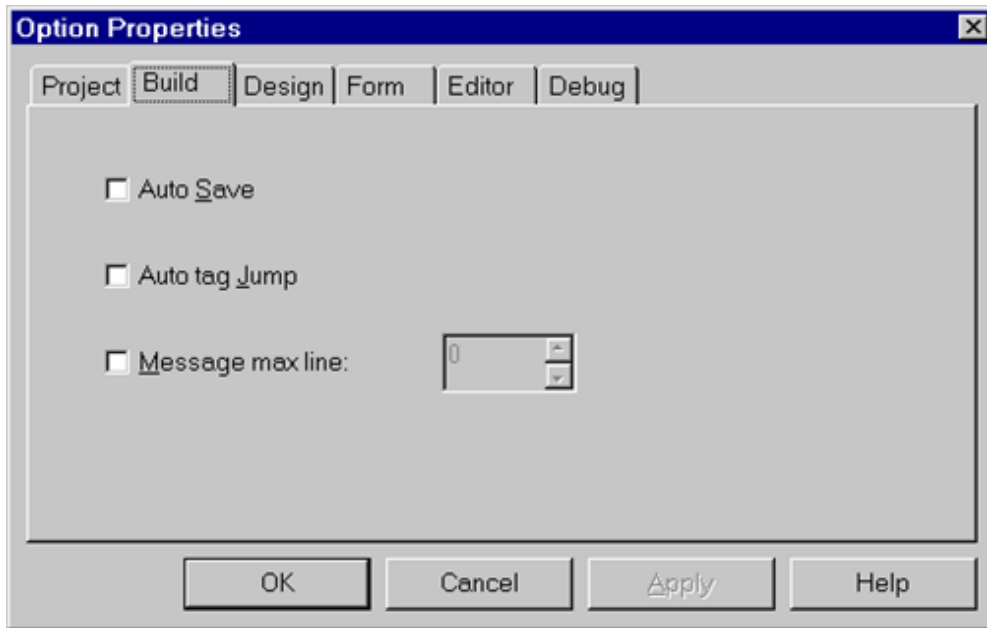 Option Properties
Project Build Design Form Editor Debug
Auto Save
Auto tag Jump
Message max line: 0
OK Cancel Apply Help